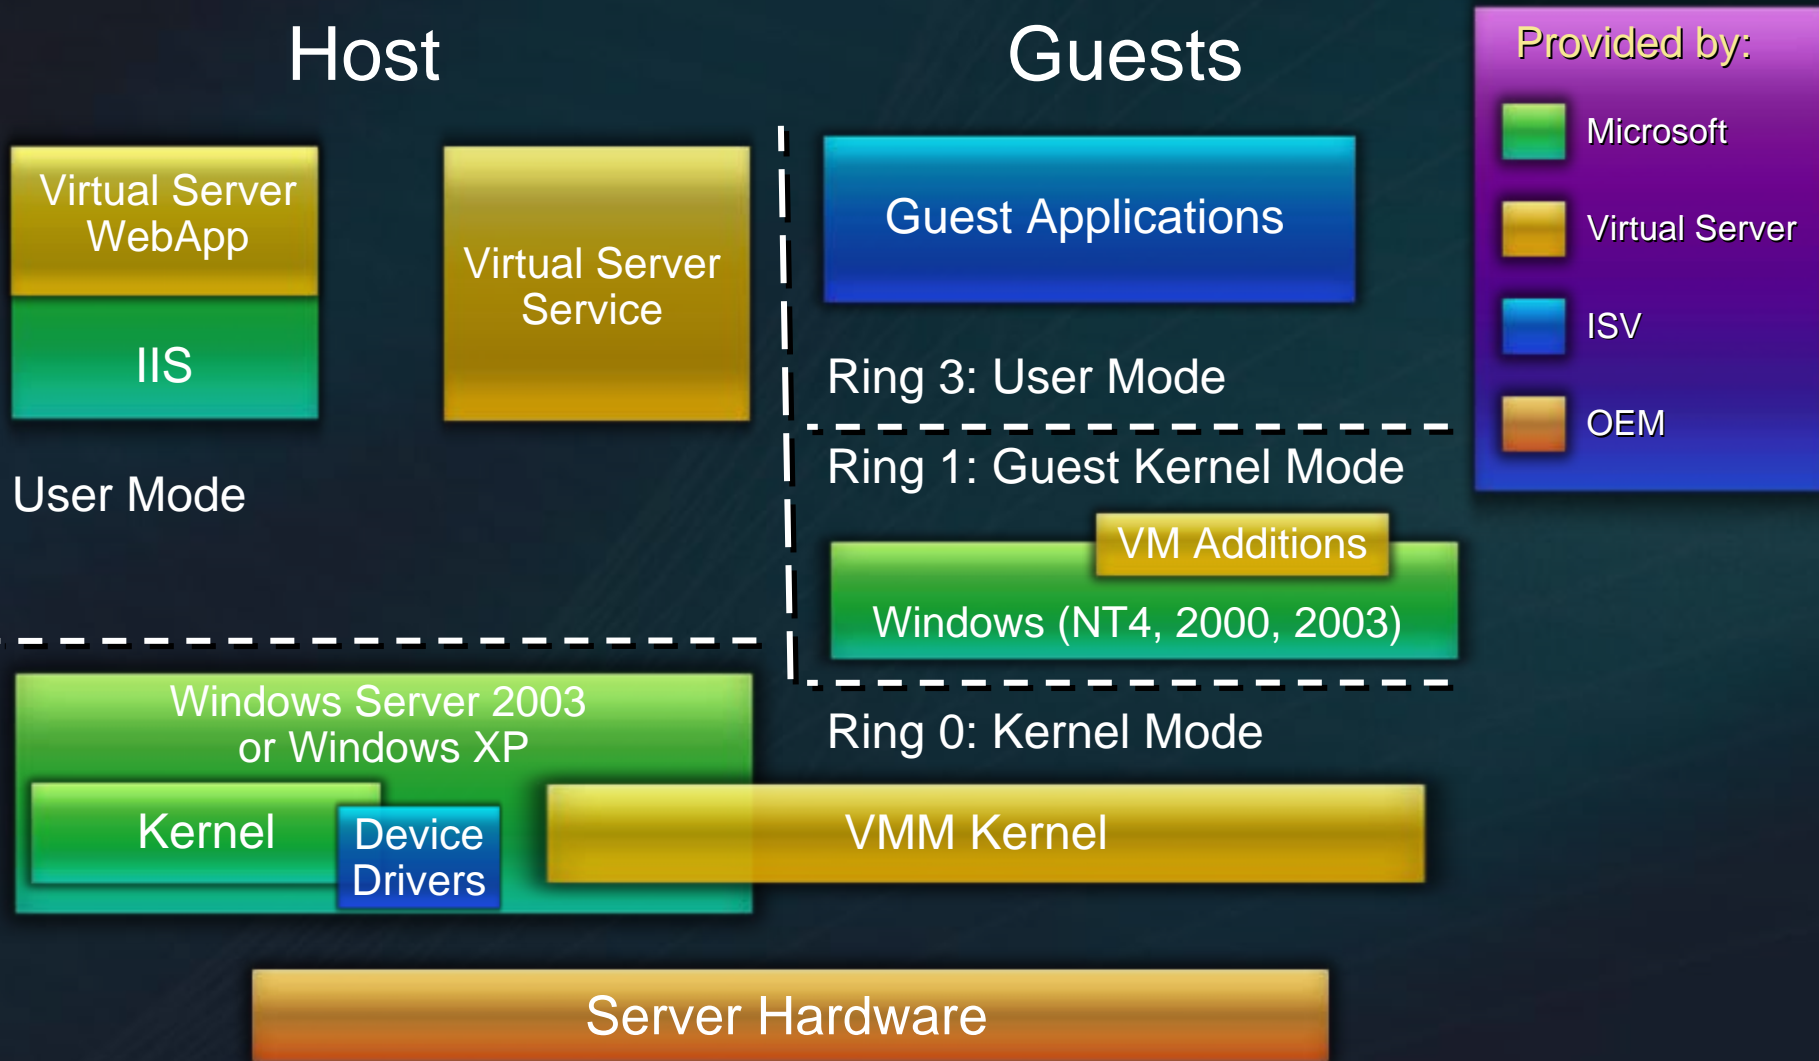 Host
Guests
Provided by:
Microsoft
Virtual Server
ISV
OEM
Virtual Server
WebApp
IIS
Virtual Server
Service
User Mode
Guest Applications
Ring 3: User Mode
Ring 1: Guest Kernel Mode
VM Additions
Windows (NT4, 2000, 2003)
Ring 0: Kernel Mode
Windows Server 2003
or Windows XP
Kernel
Device
Drivers
VMM Kernel
Server Hardware